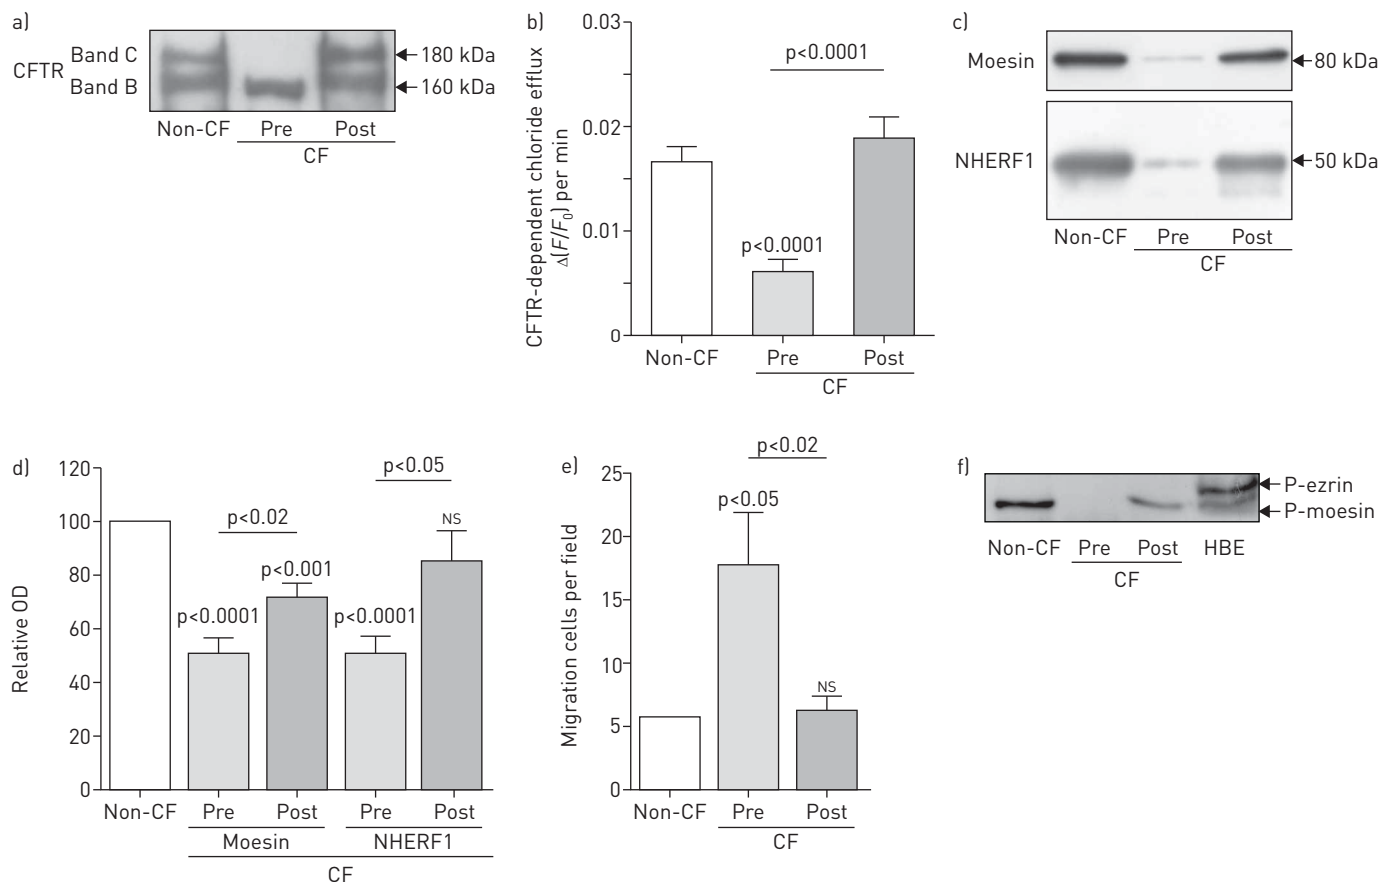 a)
CFTR
Band C
Band B
180 kDa
160 kDa
Non-CF
Pre
Post
CF
b)
CFTR-dependent chloride efflux
Δ(F/F0) per min
0.03
0.02
0.01
0
p<0.0001
p<0.0001
Non-CF
Pre
Post
CF
c)
Moesin
80 kDa
NHERF1
50 kDa
Non-CF
Pre
Post
CF
d)
Relative OD
120
100
80
60
40
20
0
p<0.02
p<0.05
p<0.0001
p<0.001
p<0.0001
NS
Non-CF
Pre
Post
Pre
Post
Moesin
NHERF1
CF
e)
Migration cells per field
25
20
15
10
5
0
p<0.02
p<0.05
NS
Non-CF
Pre
Post
CF
f)
P-ezrin
P-moesin
Non-CF
Pre
Post
HBE
CF